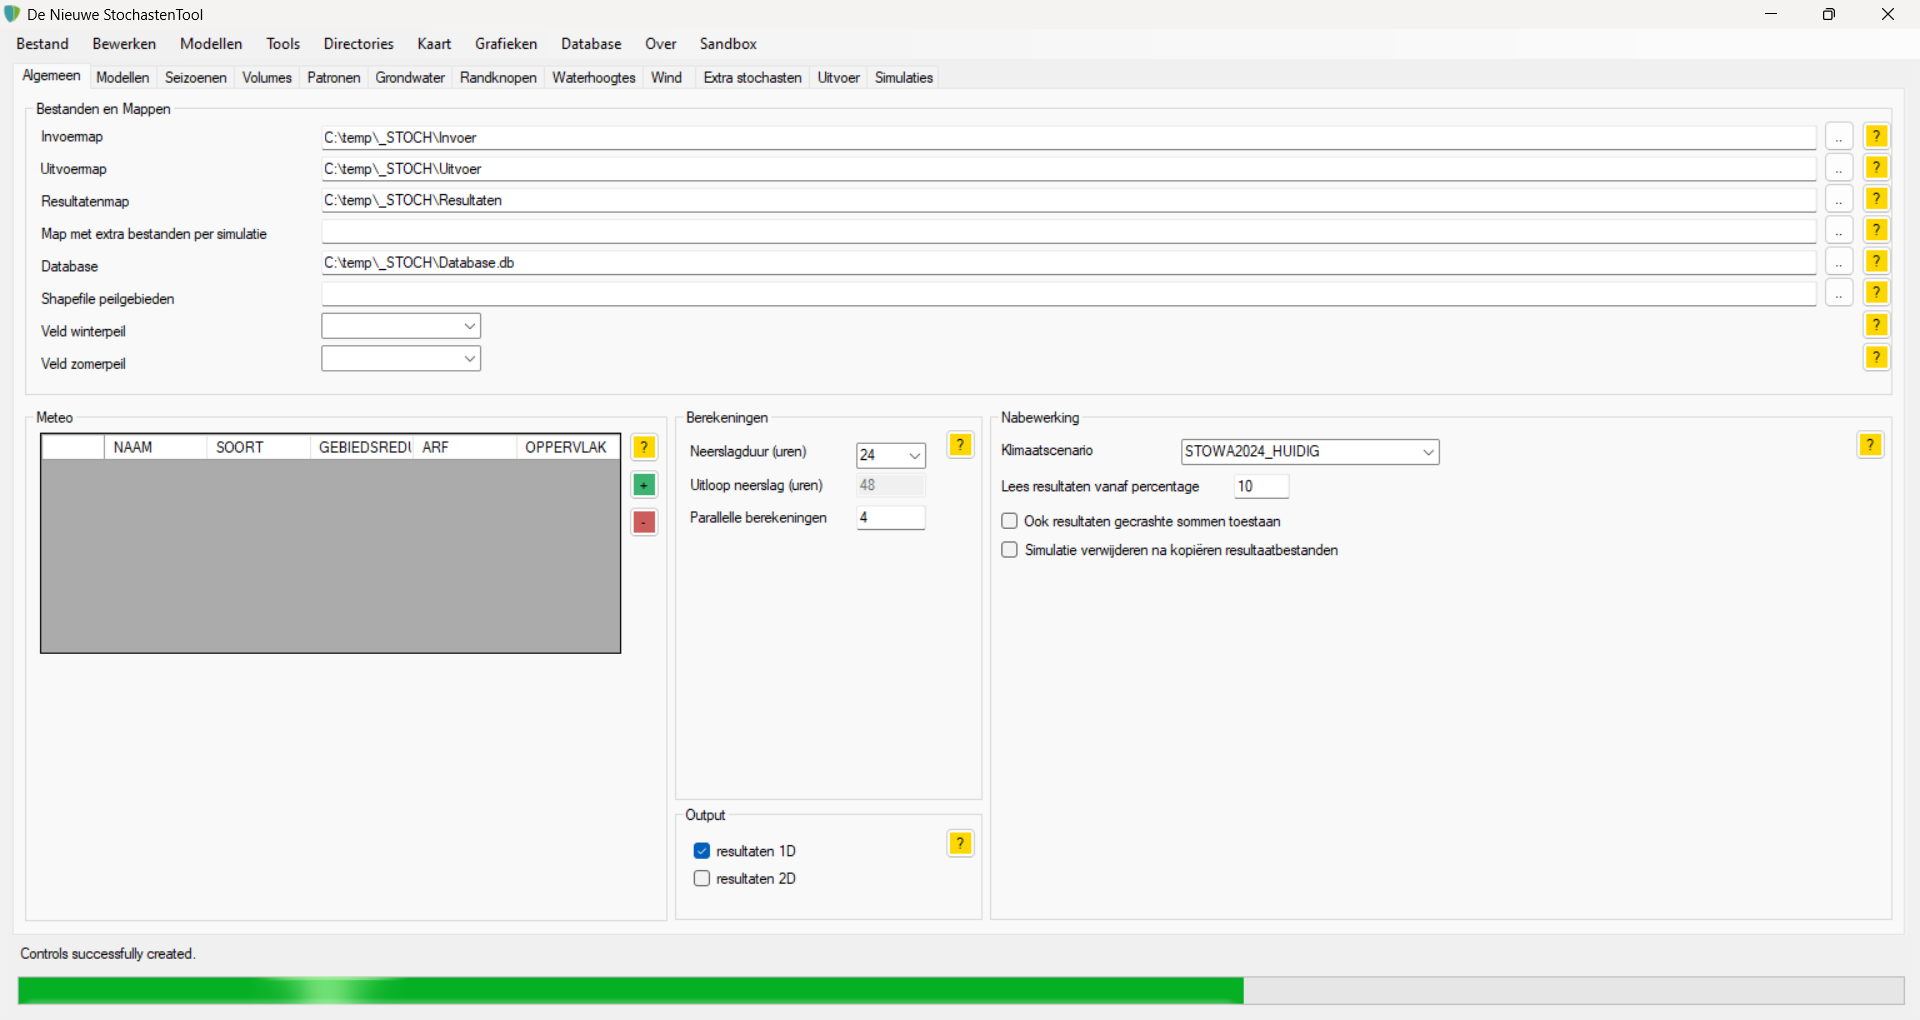 De Nieuwe StochastenTool
Bestand Bewerken Modellen Tools Directories Kaart Grafieken Database Over Sandbox
Algemeen Modellen Seizoenen Volumes Patronen Grondwater Randknopen Waterhoogtes Wind Extra stochasten Uitvoer Simulaties
Bestanden en Mappen
Invoermap C:\temp\_STOCH\Invoer .. ?
Uitvoermap C:\temp\_STOCH\Uitvoer .. ?
Resultatenmap C:\temp\_STOCH\Resultaten .. ?
Map met extra bestanden per simulatie .. ?
Database C:\temp\_STOCH\Database.db .. ?
Shapefile peilgebieden .. ?
Veld winterpeil ?
Veld zomerpeil ?
Meteo
NAAM SOORT GEBIEDSREDU ARF OPPERVLAK ?
+
-
Berekeningen
Neerslagduur (uren) 24 ?
Uitloop neerslag (uren) 48
Parallelle berekeningen 4
Output
resultaten 1D ?
resultaten 2D
Nabewerking
Klimaatscenario STOWA2024_HUIDIG ?
Lees resultaten vanaf percentage 10
Ook resultaten gecrashte sommen toestaan
Simulatie verwijderen na kopiëren resultaatbestanden
Controls successfully created.